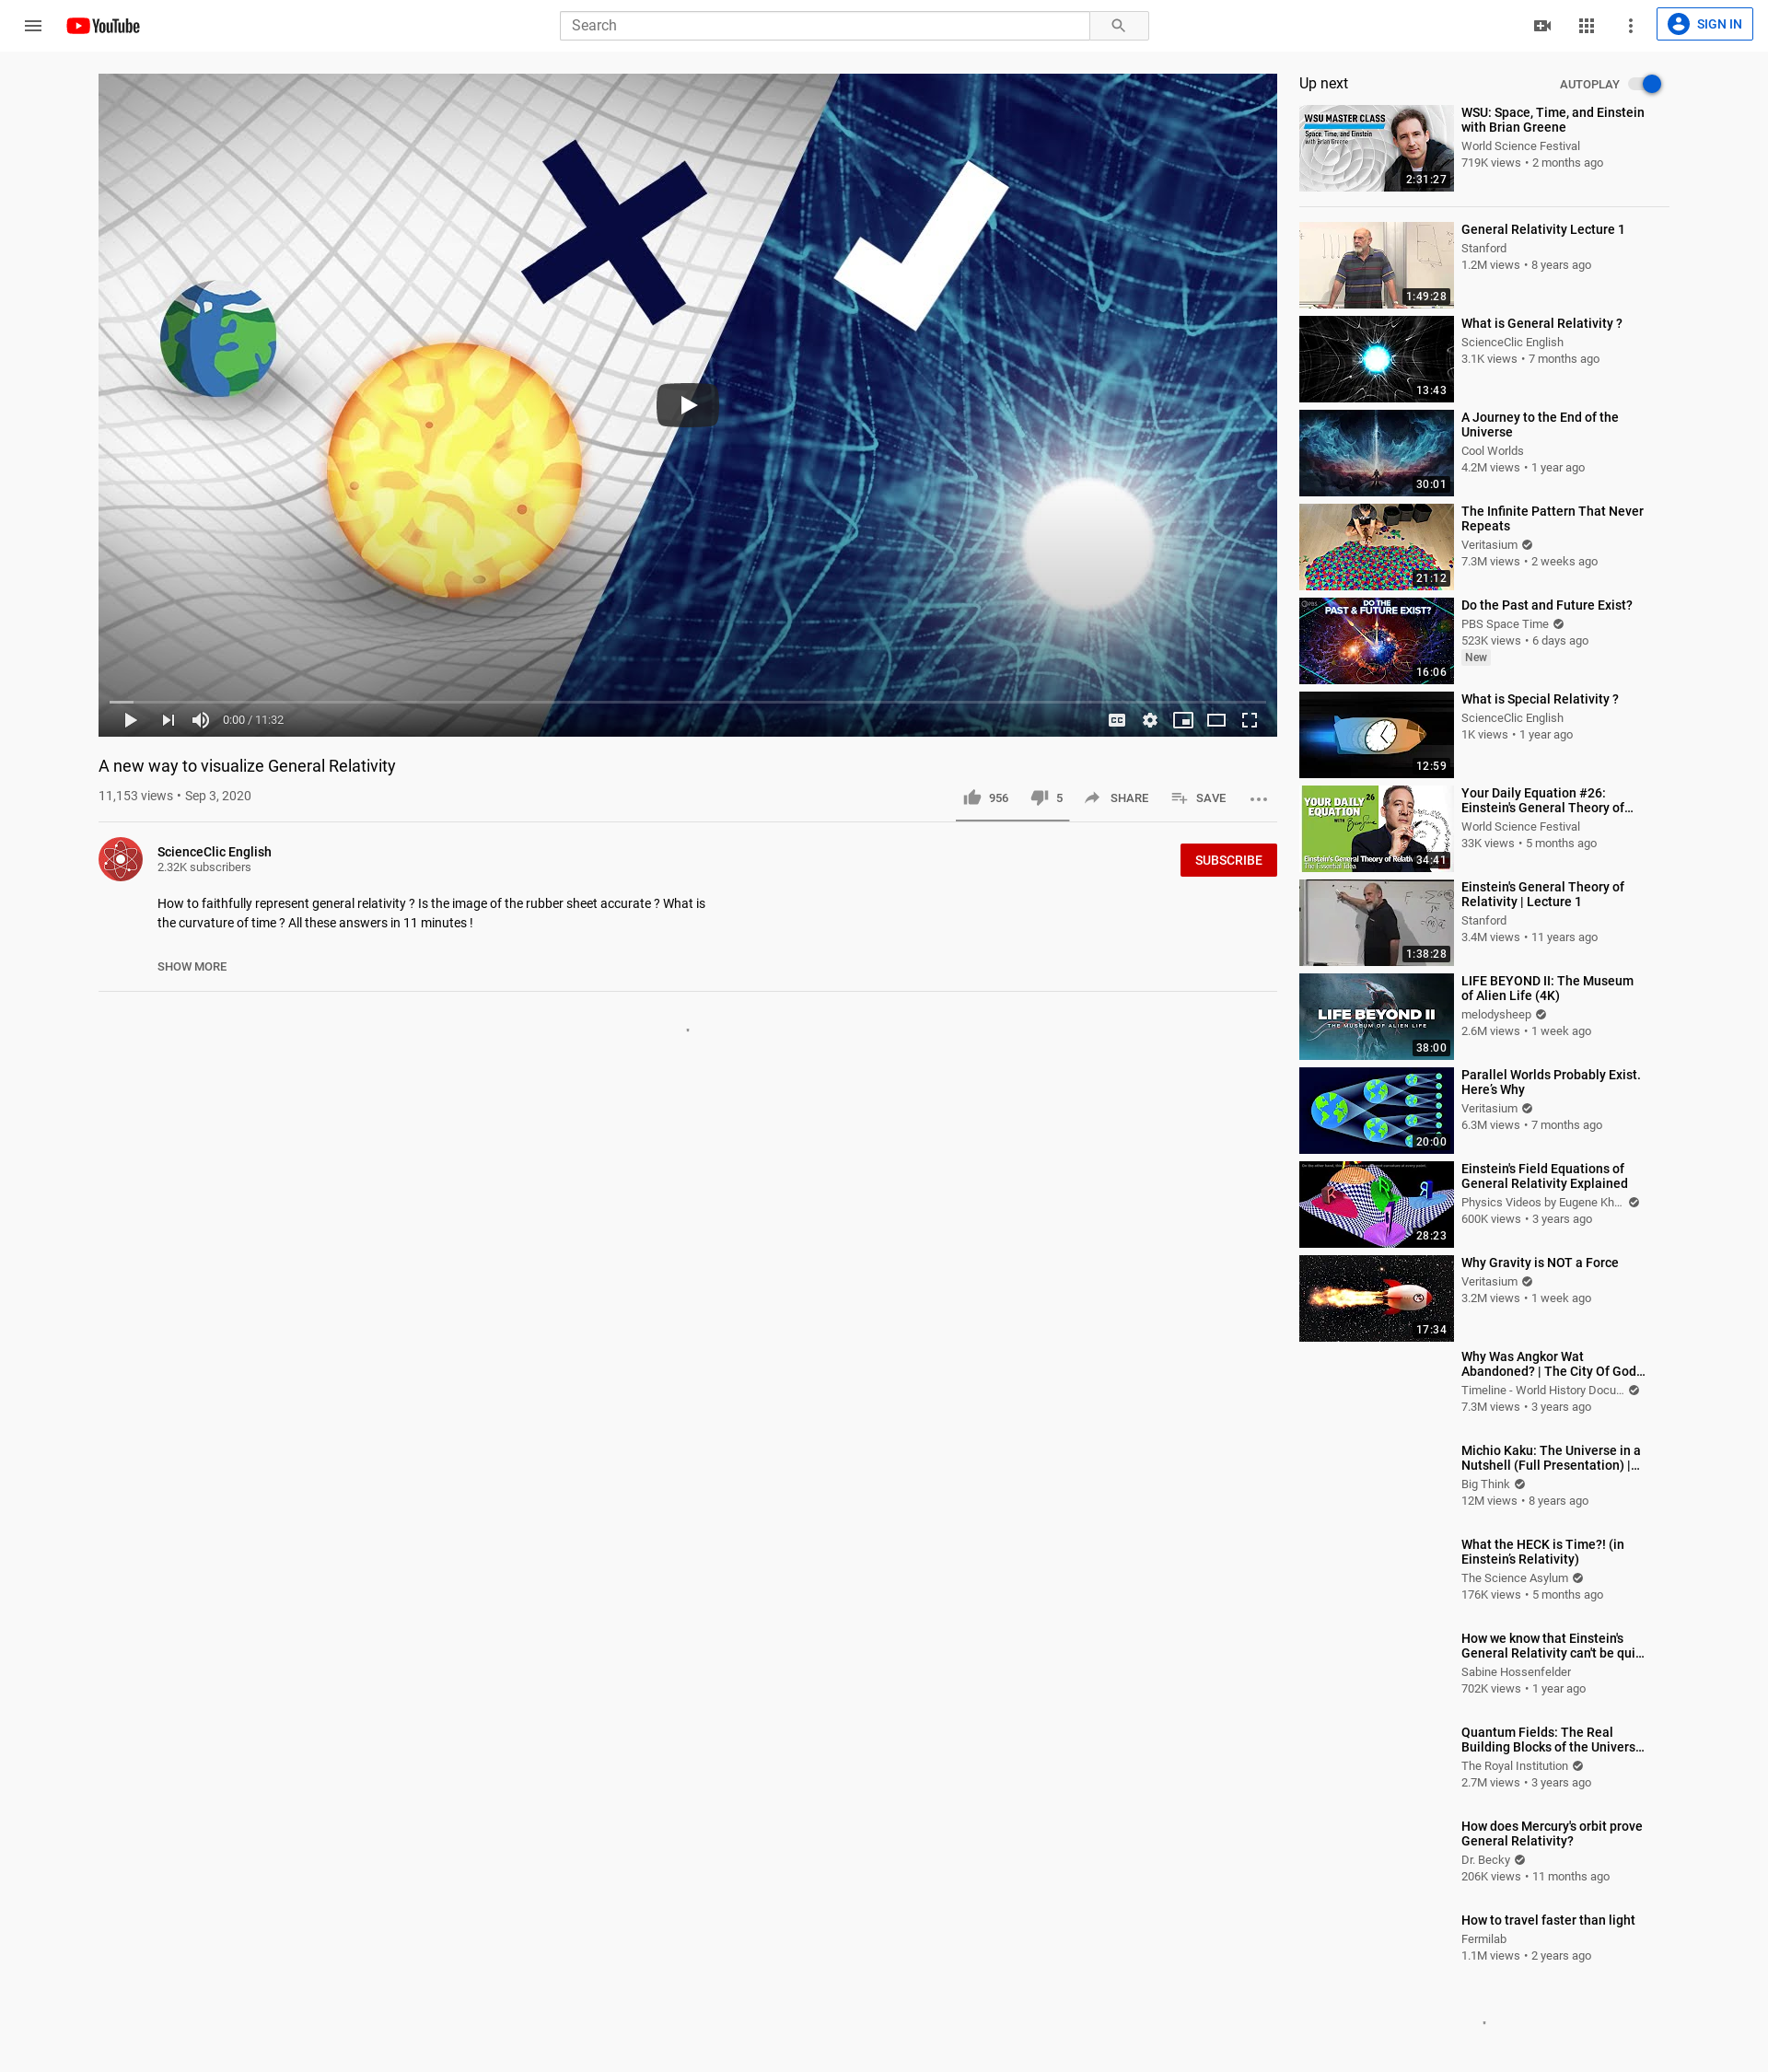 YouTube
Search
SIGN IN
0:00 / 11:32
CC
A new way to visualize General Relativity
11,153 views • Sep 3, 2020
956
5
SHARE
SAVE
ScienceClic English
2.32K subscribers
SUBSCRIBE
How to faithfully represent general relativity ? Is the image of the rubber sheet accurate ? What is
the curvature of time ? All these answers in 11 minutes !
SHOW MORE
Up next
AUTOPLAY
WSU MASTER CLASS
Space, Time, and Einstein
with Brian Greene
2:31:27
WSU: Space, Time, and Einstein
with Brian Greene
World Science Festival
719K views • 2 months ago
1:49:28
General Relativity Lecture 1
Stanford
1.2M views • 8 years ago
13:43
What is General Relativity ?
ScienceClic English
3.1K views • 7 months ago
30:01
A Journey to the End of the
Universe
Cool Worlds
4.2M views • 1 year ago
21:12
The Infinite Pattern That Never
Repeats
Veritasium
7.3M views • 2 weeks ago
PBS
DO THE
PAST & FUTURE EXIST?
16:06
Do the Past and Future Exist?
PBS Space Time
523K views • 6 days ago
New
12:59
What is Special Relativity ?
ScienceClic English
1K views • 1 year ago
YOUR DAILY 26
EQUATION
WITH
Einstein's General Theory of
The Essential Idea
34:41
Your Daily Equation #26:
Einstein's General Theory of...
World Science Festival
33K views • 5 months ago
1:38:28
Einstein's General Theory of
Relativity | Lecture 1
Stanford
3.4M views • 11 years ago
LIFE BEYOND II
THE MUSEUM OF ALIEN LIFE
38:00
LIFE BEYOND II: The Museum
of Alien Life (4K)
melodysheep
2.6M views • 1 week ago
20:00
Parallel Worlds Probably Exist.
Here’s Why
Veritasium
6.3M views • 7 months ago
R
R
R
28:23
Einstein's Field Equations of
General Relativity Explained
Physics Videos by Eugene Kh...
600K views • 3 years ago
17:34
Why Gravity is NOT a Force
Veritasium
3.2M views • 1 week ago
Why Was Angkor Wat
Abandoned? | The City Of God...
Timeline - World History Docu...
7.3M views • 3 years ago
Michio Kaku: The Universe in a
Nutshell (Full Presentation) |...
Big Think
12M views • 8 years ago
What the HECK is Time?! (in
Einstein’s Relativity)
The Science Asylum
176K views • 5 months ago
How we know that Einstein's
General Relativity can't be qui...
Sabine Hossenfelder
702K views • 1 year ago
Quantum Fields: The Real
Building Blocks of the Univers...
The Royal Institution
2.7M views • 3 years ago
How does Mercury's orbit prove
General Relativity?
Dr. Becky
206K views • 11 months ago
How to travel faster than light
Fermilab
1.1M views • 2 years ago